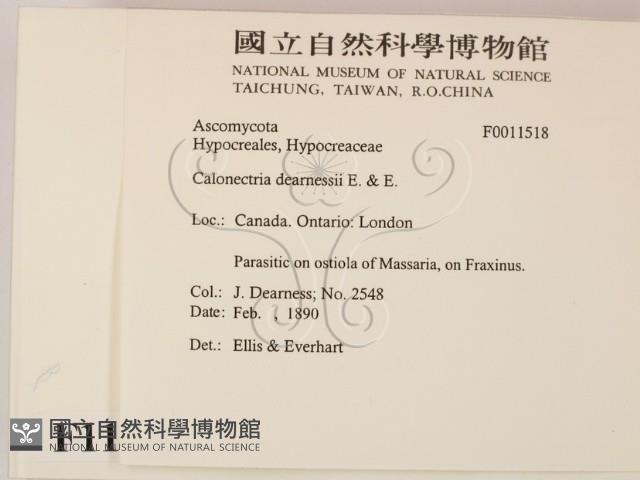 國立自然科學博物館
NATIONAL MUSEUM OF NATURAL SCIENCE
TAICHUNG, TAIWAN, R.O.CHINA
Ascomycota F0011518
Hypocreales, Hypocreaceae
Calonectria dearnessii E. & E.
Loc.: Canada. Ontario: London
Parasitic on ostiola of Massaria, on Fraxinus.
Col.: J. Dearness; No. 2548
Date: Feb. , 1890
Det.: Ellis & Everhart
國立自然科學博物館
NATIONAL MUSEUM OF NATURAL SCIENCE